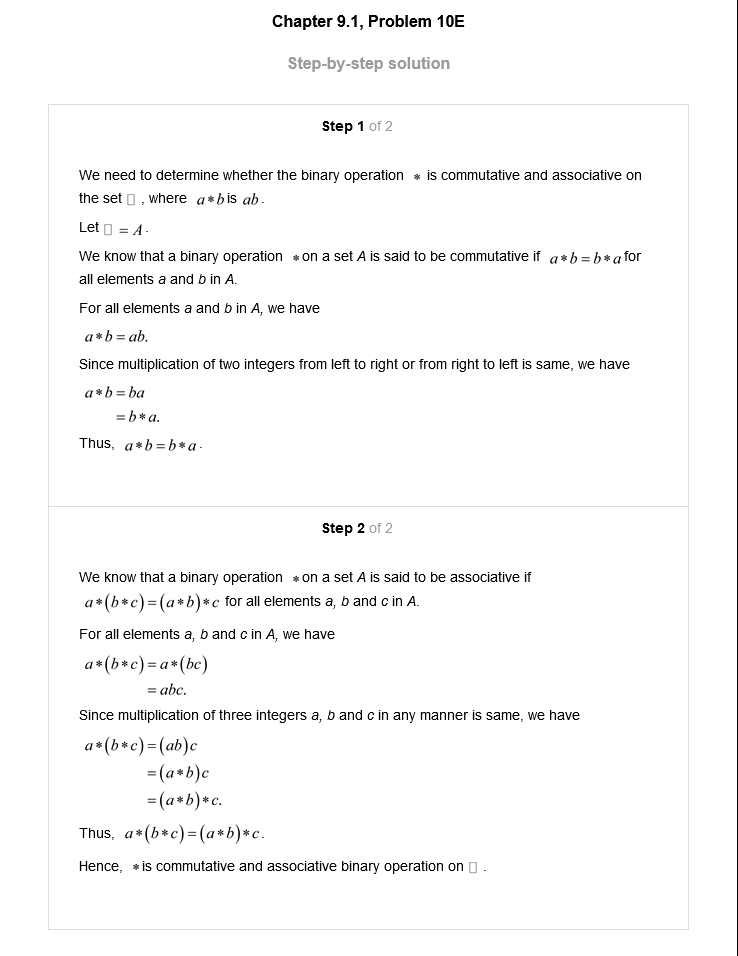 Chapter 9.1, Problem 10E
Step-by-step solution
Step 1 of 2
We need to determine whether the binary operation * is commutative and associative on
the set □ , where a*b is ab.
Let □ = A.
We know that a binary operation *on a set A is said to be commutative if a*b=b*a for
all elements a and b in A.
For all elements a and b in A, we have
a*b=ab.
Since multiplication of two integers from left to right or from right to left is same, we have
a*b=ba
=b*a.
Thus, a*b=b*a.
Step 2 of 2
We know that a binary operation *on a set A is said to be associative if
a*(b*c)=(a*b)*c for all elements a, b and c in A.
For all elements a, b and c in A, we have
a*(b*c)=a*(bc)
=abc.
Since multiplication of three integers a, b and c in any manner is same, we have
a*(b*c)=(ab)c
=(a*b)c
=(a*b)*c.
Thus, a*(b*c)=(a*b)*c.
Hence, *is commutative and associative binary operation on □ .